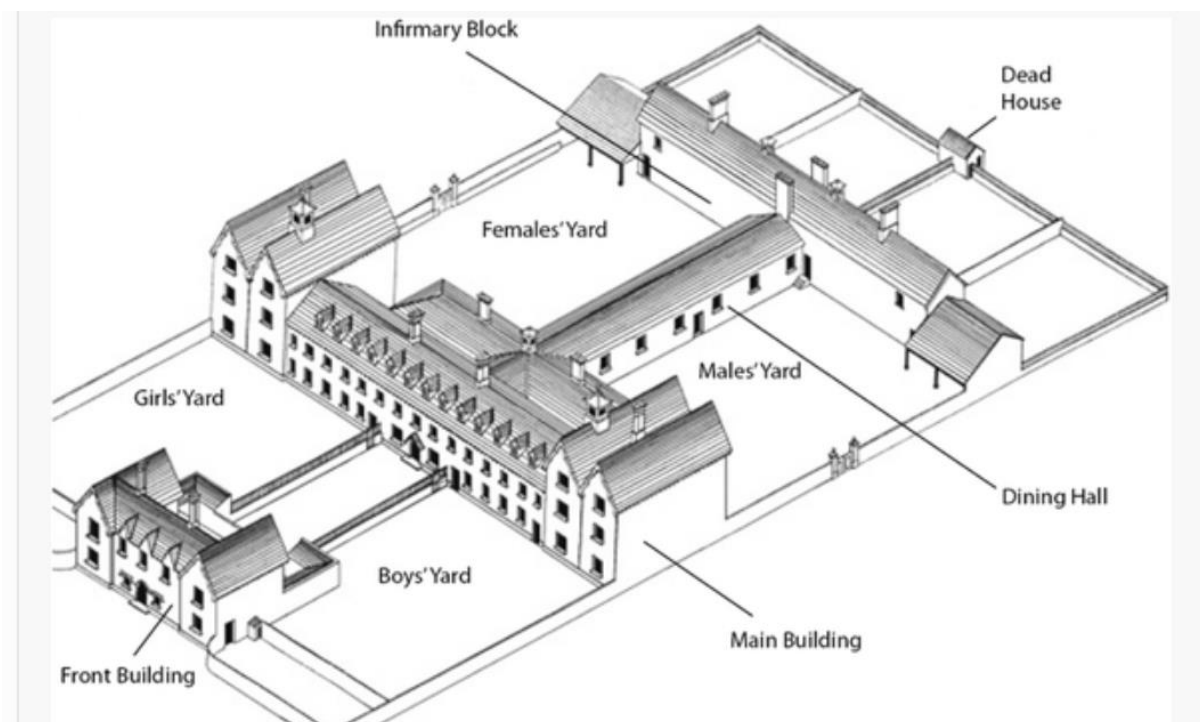 Infirmary Block
Dead
House
Females' Yard
Males' Yard
Girls' Yard
Dining Hall
Boys' Yard
Main Building
Front Building